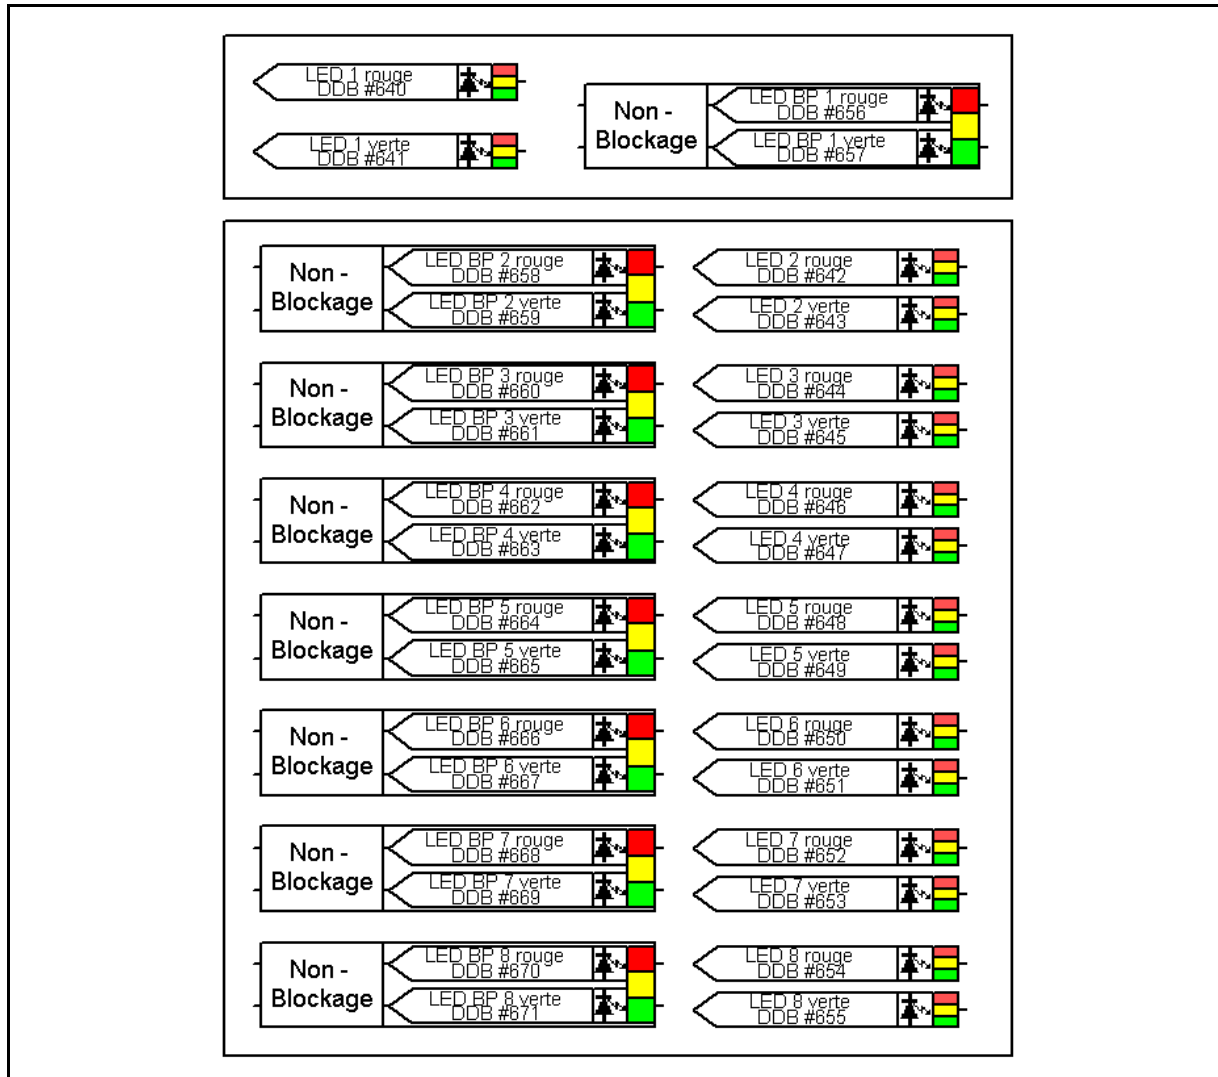 LED 1 rouge
DDB #640
LED 1 verte
DDB #641
Non -
Blockage
LED BP 1 rouge
DDB #656
LED BP 1 verte
DDB #657
Non -
Blockage
LED BP 2 rouge
DDB #658
LED BP 2 verte
DDB #659
LED 2 rouge
DDB #642
LED 2 verte
DDB #643
Non -
Blockage
LED BP 3 rouge
DDB #660
LED BP 3 verte
DDB #661
LED 3 rouge
DDB #644
LED 3 verte
DDB #645
Non -
Blockage
LED BP 4 rouge
DDB #662
LED BP 4 verte
DDB #663
LED 4 rouge
DDB #646
LED 4 verte
DDB #647
Non -
Blockage
LED BP 5 rouge
DDB #664
LED BP 5 verte
DDB #665
LED 5 rouge
DDB #648
LED 5 verte
DDB #649
Non -
Blockage
LED BP 6 rouge
DDB #666
LED BP 6 verte
DDB #667
LED 6 rouge
DDB #650
LED 6 verte
DDB #651
Non -
Blockage
LED BP 7 rouge
DDB #668
LED BP 7 verte
DDB #669
LED 7 rouge
DDB #652
LED 7 verte
DDB #653
Non -
Blockage
LED BP 8 rouge
DDB #670
LED BP 8 verte
DDB #671
LED 8 rouge
DDB #654
LED 8 verte
DDB #655